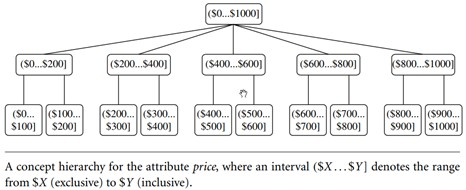 ($0...$1000]
($0...$200] ($200...$400] ($400...$600] ($600...$800] ($800...$1000]
($0... ($100... ($200... ($300... ($400... ($500... ($600... ($700... ($800... ($900...
$100] $200] $300] $400] $500] $600] $700] $800] $900] $1000]
A concept hierarchy for the attribute price, where an interval ($X...$Y] denotes the range
from $X (exclusive) to $Y (inclusive).